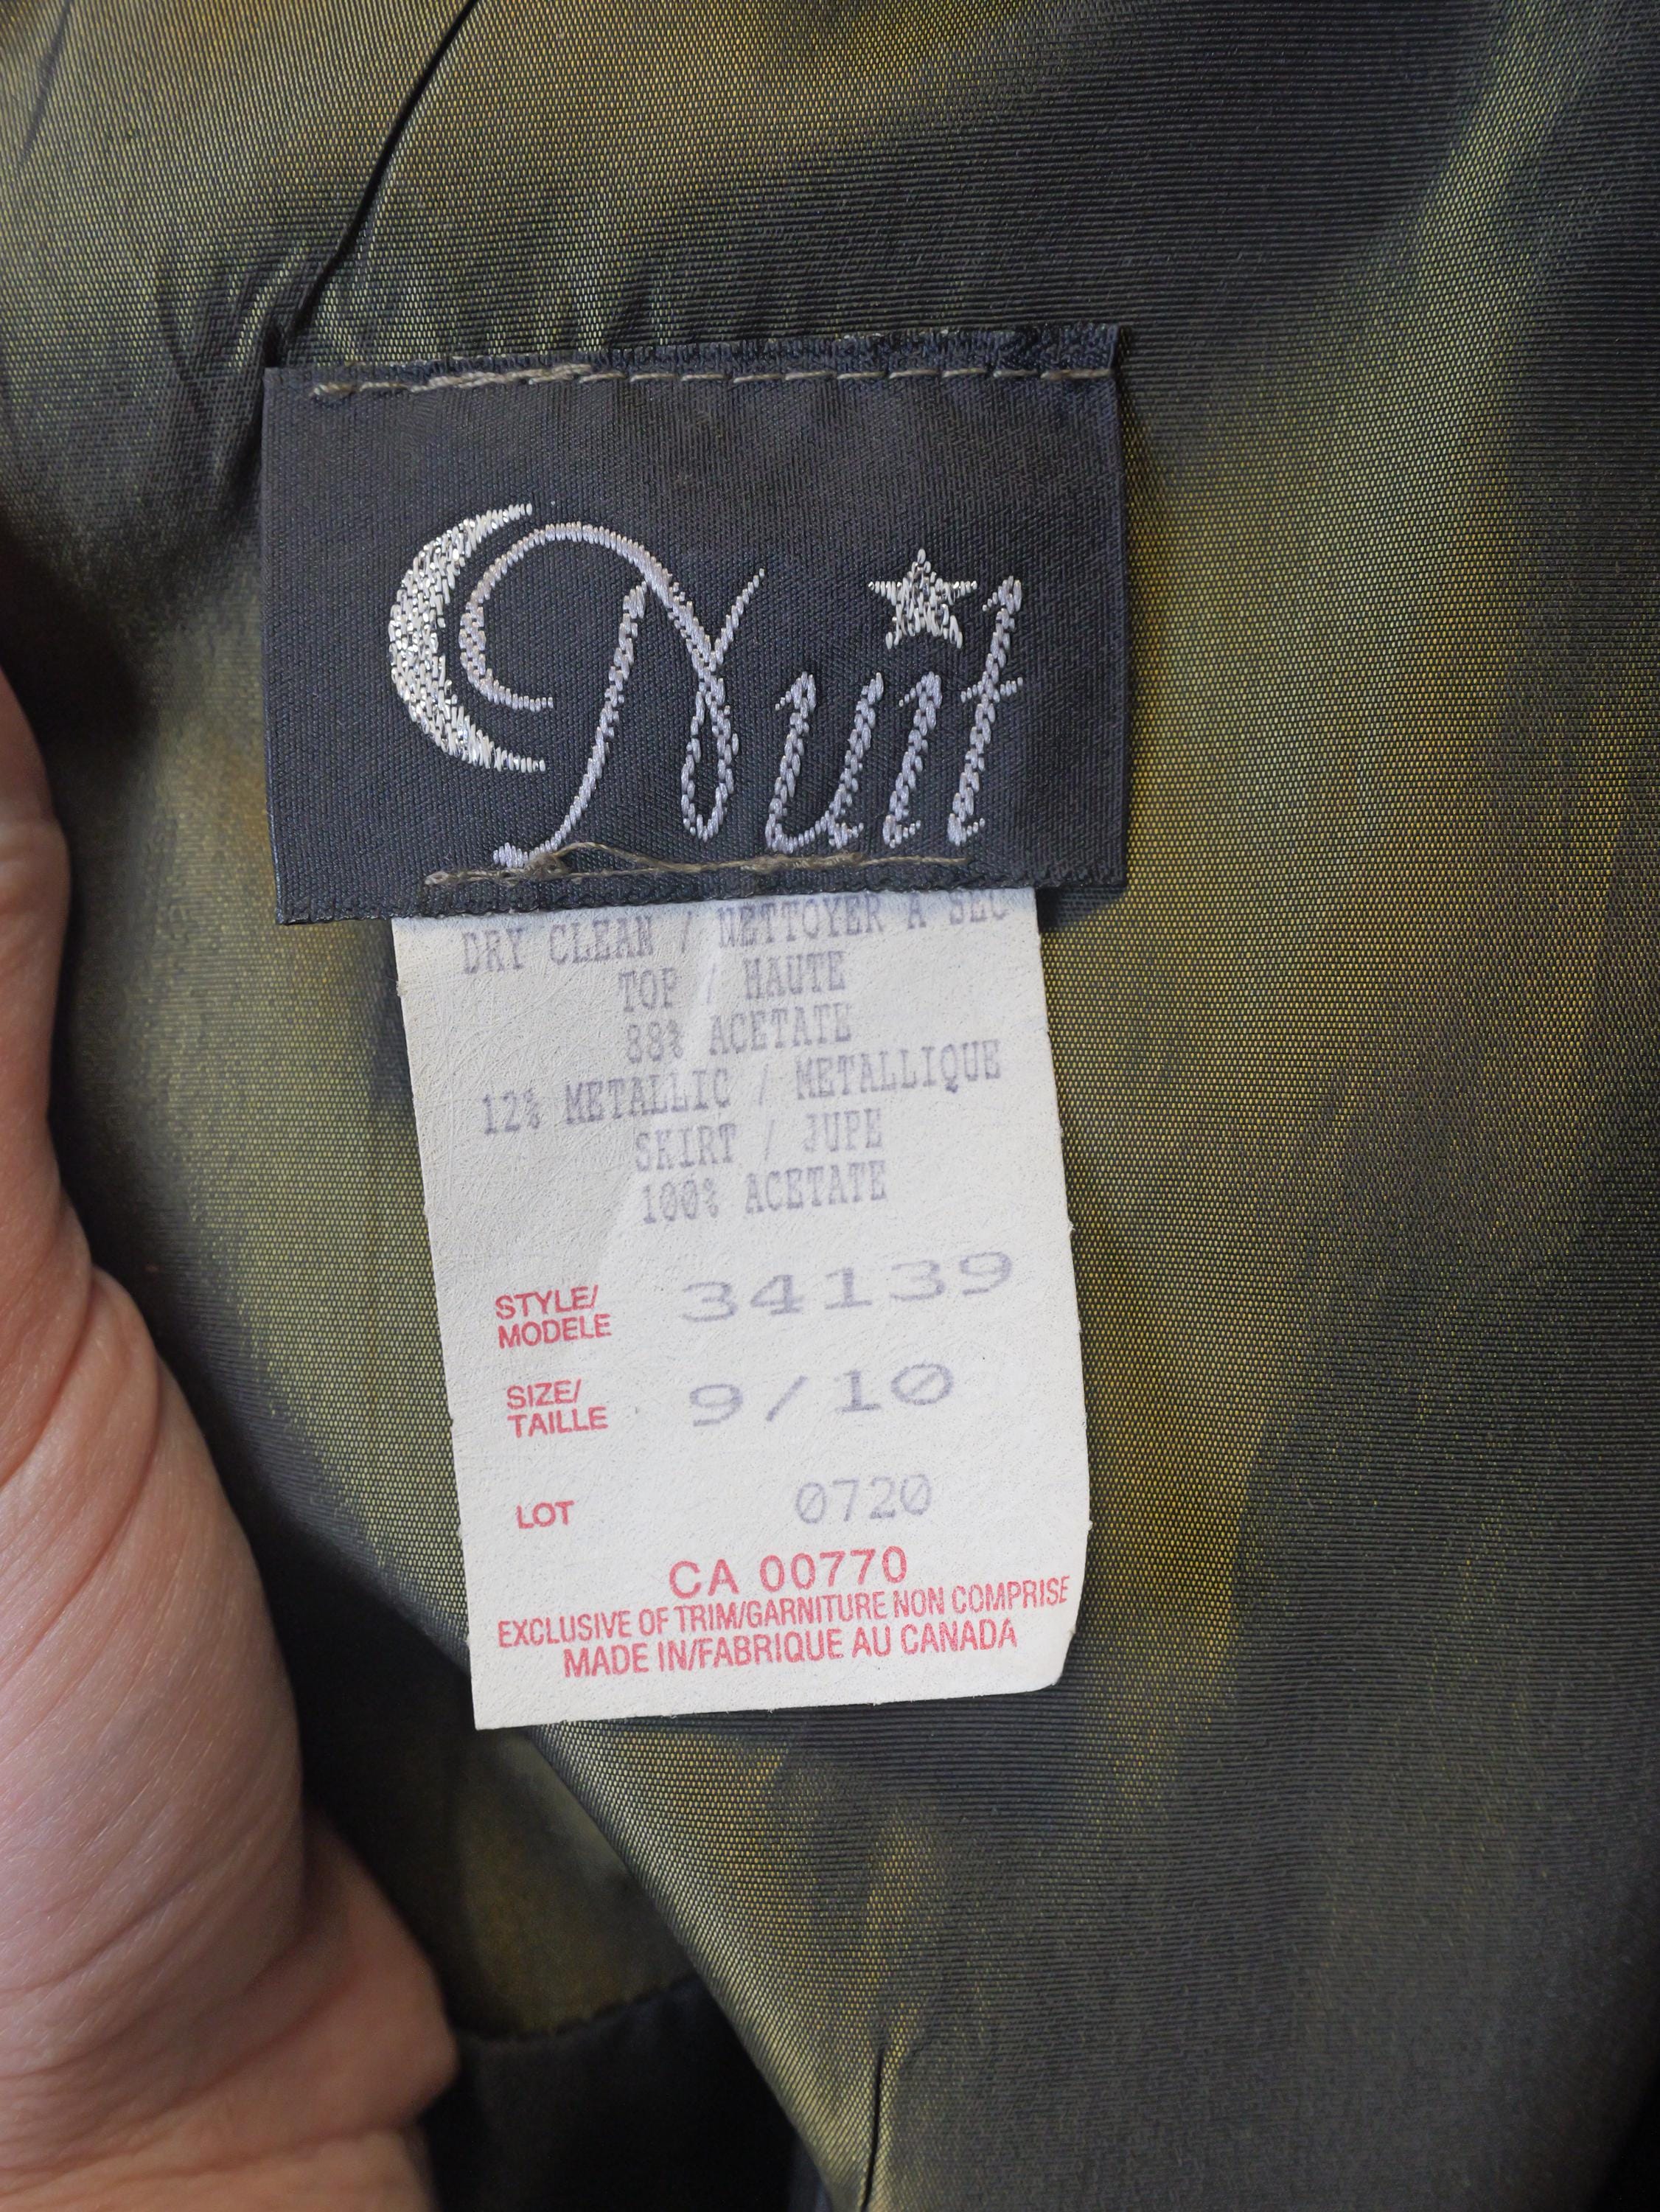 Nuit
DRY CLEAN / NETTOYER A SEC
TOP / HAUTE
88% ACETATE
12% METALLIC / METALLIQUE
SKIRT / JUPE
100% ACETATE
STYLE/
MODELE 34139
SIZE/
TAILLE 9/10
LOT 0720
CA 00770
EXCLUSIVE OF TRIM/GARNITURE NON COMPRISE
MADE IN/FABRIQUE AU CANADA